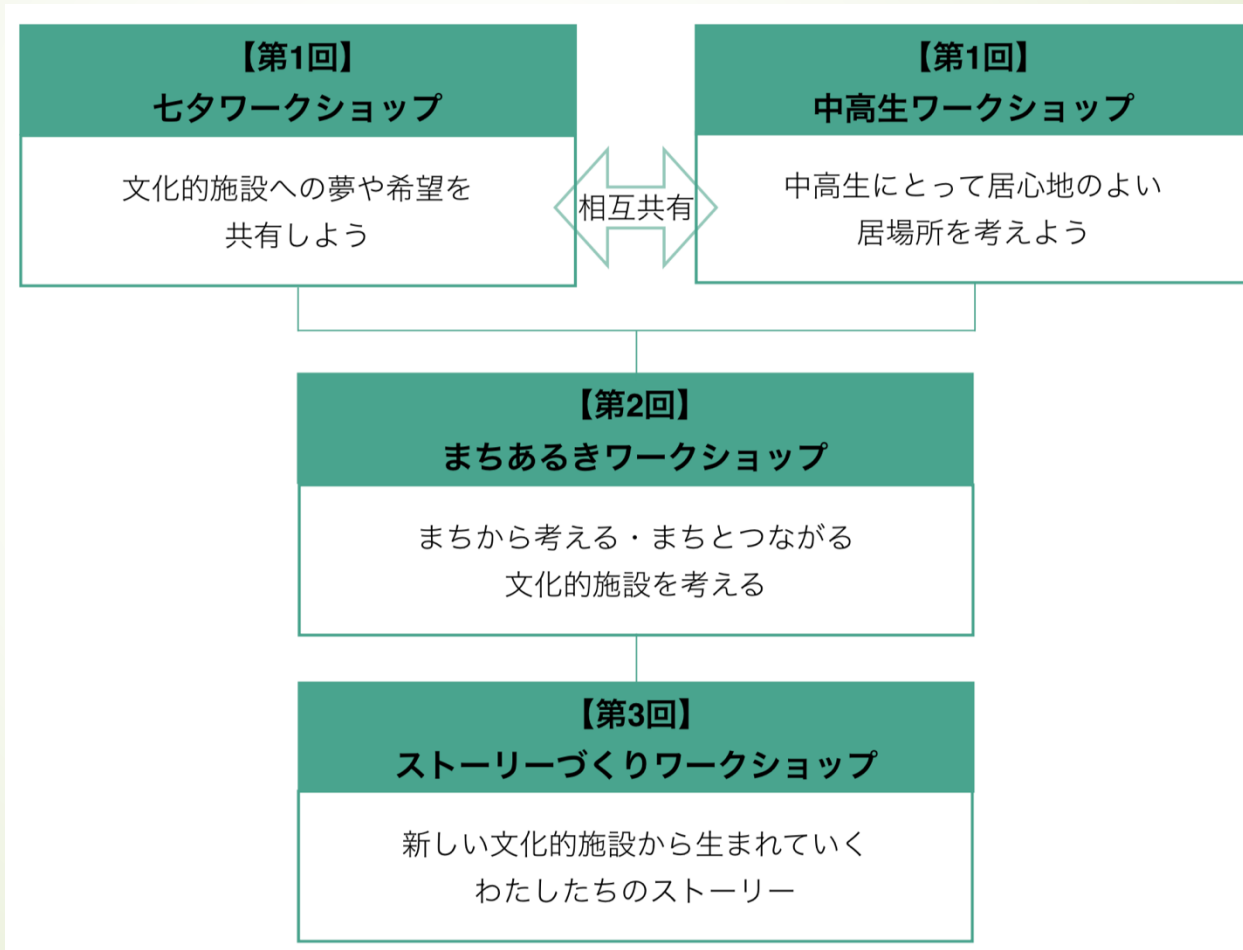 【第1回】
七夕ワークショップ
文化的施設への夢や希望を
共有しよう
相互共有
【第1回】
中高生ワークショップ
中高生にとって居心地のよい
居場所を考えよう
【第2回】
まちあるきワークショップ
まちから考える・まちとつながる
文化的施設を考える
【第3回】
ストーリーづくりワークショップ
新しい文化的施設から生まれていく
わたしたちのストーリー